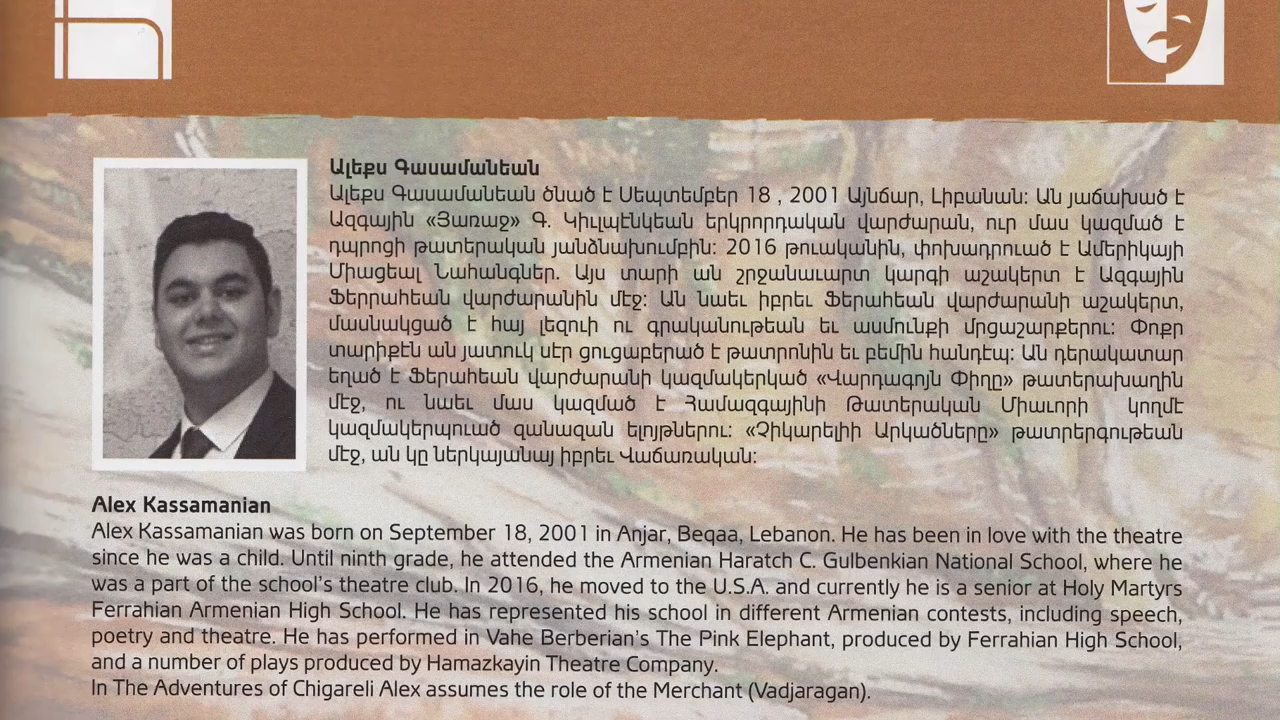 Ալեքս Գասամանեան
Ալեքս Գասամանեան ծնած է Սեպտեմբեր 18 , 2001 Այնճար, Լիբանան։ Ան յաճախած է
Ազգային «Յառաջ» Գ. Կիւլպէնկեան երկրորդական վարժարան, ուր մաս կազմած է
դպրոցի թատերական յանձնախումբին։ 2016 թուականին, փոխադրուած է Ամերիկայի
Միացեալ Նահանգներ. Այս տարի ան շրջանաւարտ կարգի աշակերտ է Ազգային
Ֆեռրահեան վարժարանին մէջ։ Ան նաեւ իբրեւ Ֆերահեան վարժարանի աշակերտ,
մասնակցած է հայ լեզուի ու գրականութեան եւ ասմունքի մրցաշարքերու։ Փոքր
տարիքէն ան յատուկ սէր ցուցաբերած է թատրոնին եւ բեմին հանդէպ։ Ան դերակատար
եղած է Ֆերահեան վարժարանի կազմակերկած «Վարդագոյն Փիղը» թատերախաղին
մէջ, ու նաեւ մաս կազմած է Համազգայինի Թատերական Միաւորի կողմէ
կազմակերպուած զանազան ելոյթներու։ «Չիկարելիի Արկածները» թատրերգութեան
մէջ, ան կը ներկայանայ իբրեւ Վաճառական։
Alex Kassamanian
Alex Kassamanian was born on September 18, 2001 in Anjar, Beqaa, Lebanon. He has been in love with the theatre
since he was a child. Until ninth grade, he attended the Armenian Haratch C. Gulbenkian National School, where he
was a part of the school's theatre club. In 2016, he moved to the U.S.A. and currently he is a senior at Holy Martyrs
Ferrahian Armenian High School. He has represented his school in different Armenian contests, including speech,
poetry and theatre. He has performed in Vahe Berberian's The Pink Elephant, produced by Ferrahian High School,
and a number of plays produced by Hamazkayin Theatre Company.
In The Adventures of Chigareli Alex assumes the role of the Merchant (Vadjaragan).